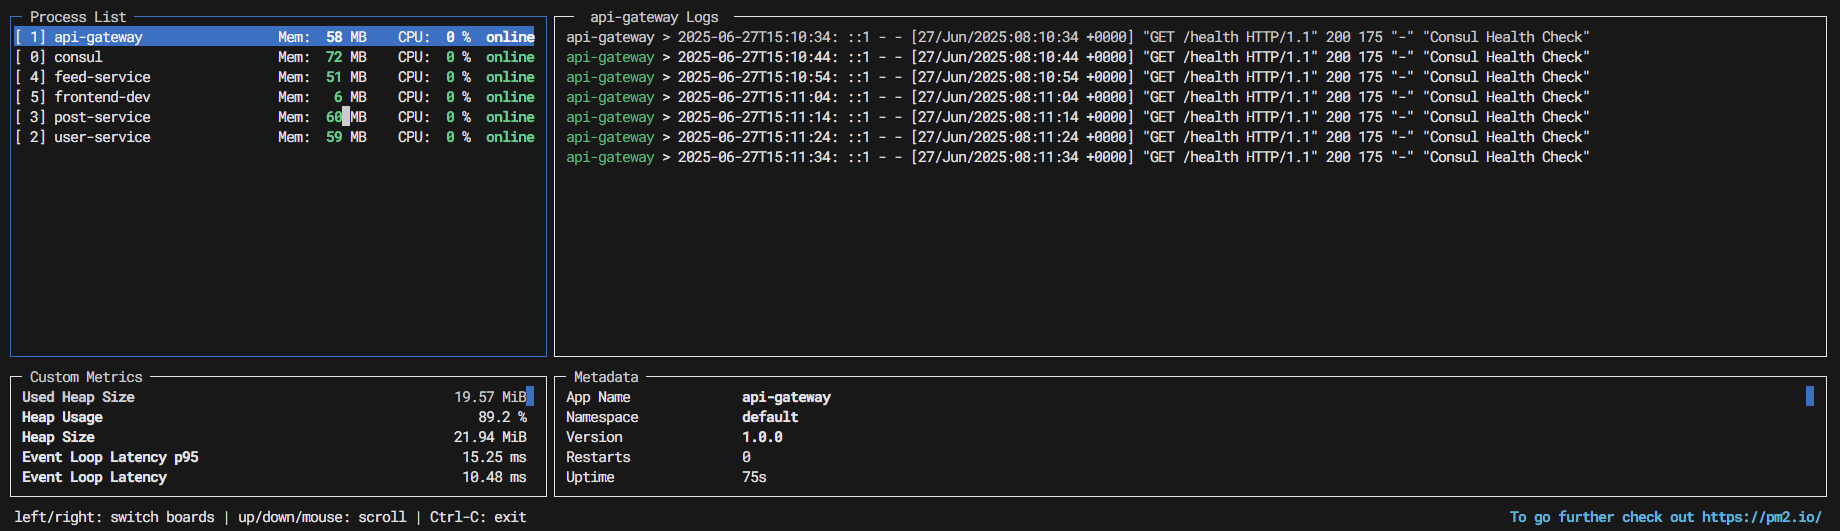 Process List
[ 1] api-gateway Mem: 58 MB CPU: 0 % online
[ 0] consul Mem: 72 MB CPU: 0 % online
[ 4] feed-service Mem: 51 MB CPU: 0 % online
[ 5] frontend-dev Mem: 6 MB CPU: 0 % online
[ 3] post-service Mem: 60 MB CPU: 0 % online
[ 2] user-service Mem: 59 MB CPU: 0 % online
api-gateway Logs
api-gateway > 2025-06-27T15:10:34: ::1 - - [27/Jun/2025:08:10:34 +0000] "GET /health HTTP/1.1" 200 175 "-" "Consul Health Check"
api-gateway > 2025-06-27T15:10:44: ::1 - - [27/Jun/2025:08:10:44 +0000] "GET /health HTTP/1.1" 200 175 "-" "Consul Health Check"
api-gateway > 2025-06-27T15:10:54: ::1 - - [27/Jun/2025:08:10:54 +0000] "GET /health HTTP/1.1" 200 175 "-" "Consul Health Check"
api-gateway > 2025-06-27T15:11:04: ::1 - - [27/Jun/2025:08:11:04 +0000] "GET /health HTTP/1.1" 200 175 "-" "Consul Health Check"
api-gateway > 2025-06-27T15:11:14: ::1 - - [27/Jun/2025:08:11:14 +0000] "GET /health HTTP/1.1" 200 175 "-" "Consul Health Check"
api-gateway > 2025-06-27T15:11:24: ::1 - - [27/Jun/2025:08:11:24 +0000] "GET /health HTTP/1.1" 200 175 "-" "Consul Health Check"
api-gateway > 2025-06-27T15:11:34: ::1 - - [27/Jun/2025:08:11:34 +0000] "GET /health HTTP/1.1" 200 175 "-" "Consul Health Check"
Custom Metrics
Used Heap Size 19.57 MiB
Heap Usage 89.2 %
Heap Size 21.94 MiB
Event Loop Latency p95 15.25 ms
Event Loop Latency 10.48 ms
Metadata
App Name api-gateway
Namespace default
Version 1.0.0
Restarts 0
Uptime 75s
left/right: switch boards | up/down/mouse: scroll | Ctrl-C: exit
To go further check out https://pm2.io/